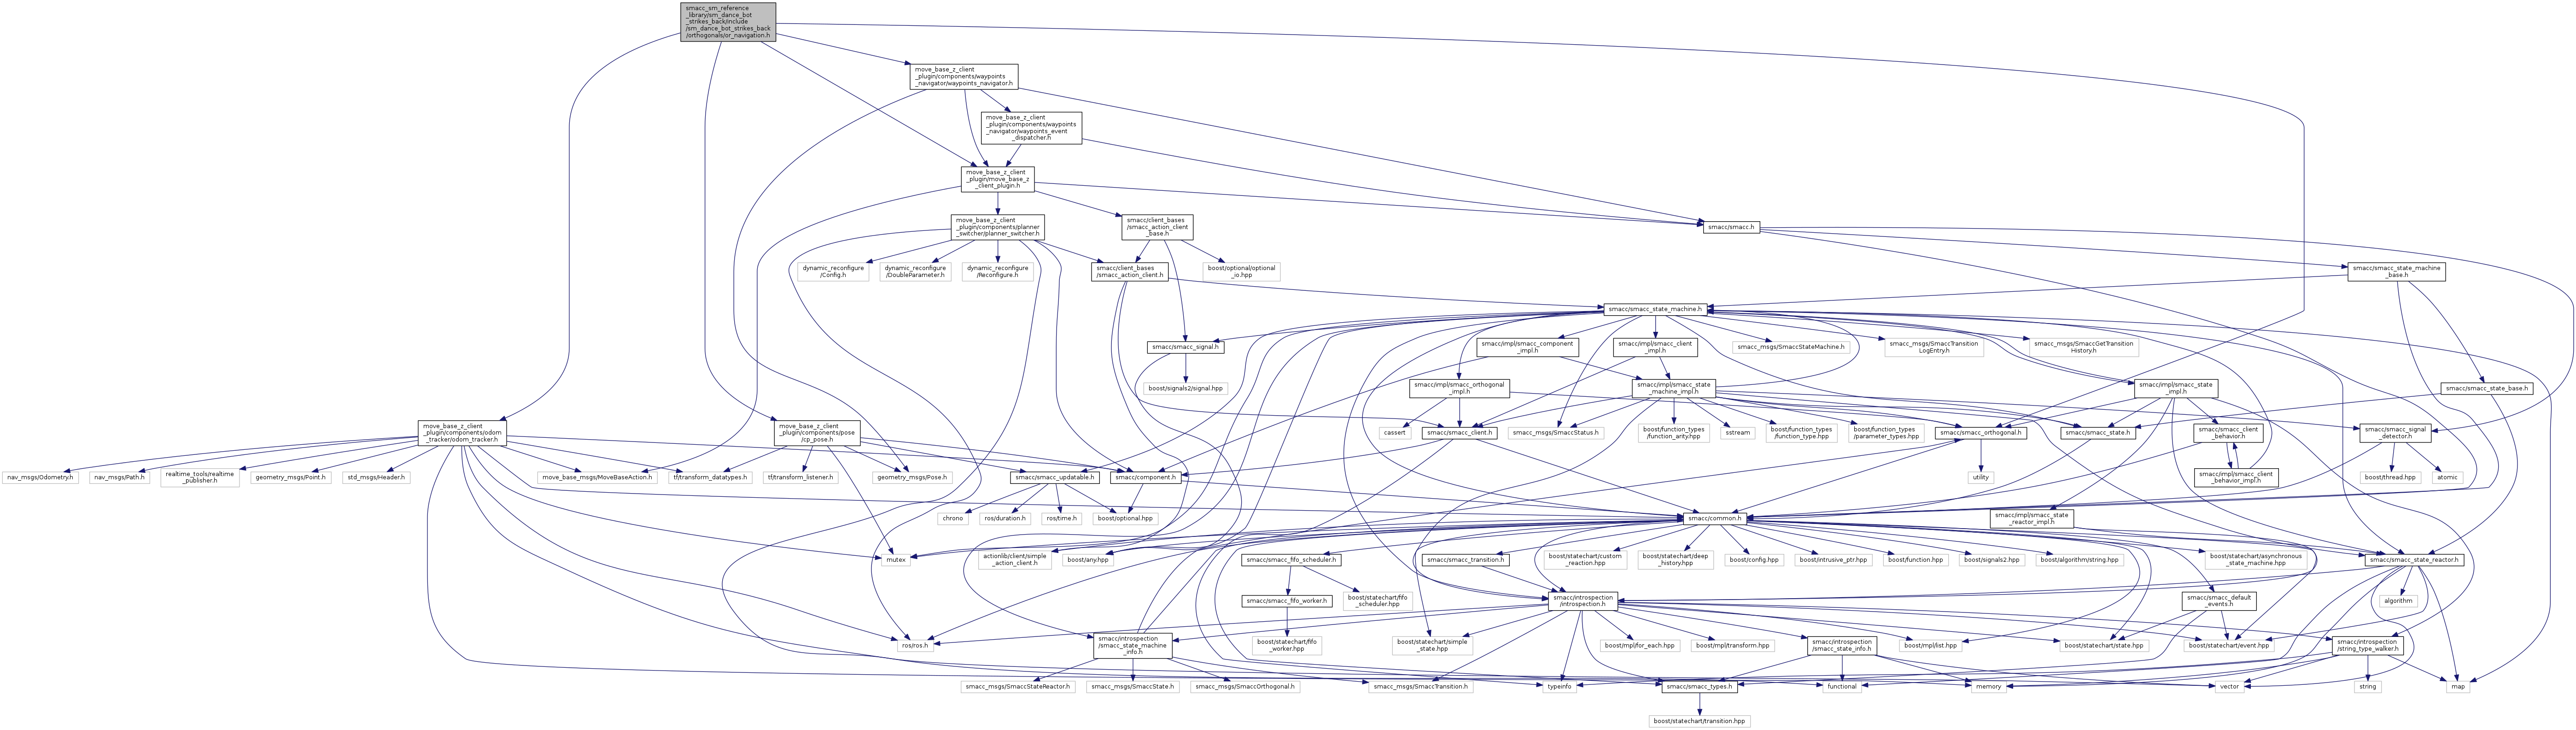 smacc_sm_reference
_library/sm_dance_bot
_strikes_back/include
/sm_dance_bot_strikes_back
/orthogonals/or_navigation.h
move_base_z_client
_plugin/components/waypoints
_navigator/waypoints_navigator.h
move_base_z_client
_plugin/components/waypoints
_navigator/waypoints_event
_dispatcher.h
move_base_z_client
_plugin/move_base_z
_client_plugin.h
move_base_z_client
_plugin/components/planner
_switcher/planner_switcher.h
smacc/client_bases
/smacc_action_client
_base.h
smacc/smacc.h
dynamic_reconfigure
/Config.h
dynamic_reconfigure
/DoubleParameter.h
dynamic_reconfigure
/Reconfigure.h
smacc/client_bases
/smacc_action_client.h
boost/optional/optional
_io.hpp
smacc/smacc_state_machine
_base.h
smacc/smacc_state_machine.h
smacc/smacc_signal.h
smacc/impl/smacc_component
_impl.h
smacc/impl/smacc_client
_impl.h
smacc_msgs/SmaccStateMachine.h
smacc_msgs/SmaccTransition
LogEntry.h
smacc_msgs/SmaccGetTransition
History.h
boost/signals2/signal.hpp
smacc/impl/smacc_orthogonal
_impl.h
smacc/impl/smacc_state
_machine_impl.h
smacc/impl/smacc_state
_impl.h
smacc/smacc_state_base.h
move_base_z_client
_plugin/components/odom
_tracker/odom_tracker.h
move_base_z_client
_plugin/components/pose
/cp_pose.h
cassert
smacc/smacc_client.h
smacc_msgs/SmaccStatus.h
boost/function_types
/function_arity.hpp
sstream
boost/function_types
/function_type.hpp
boost/function_types
/parameter_types.hpp
smacc/smacc_orthogonal.h
smacc/smacc_state.h
smacc/smacc_client
_behavior.h
smacc/smacc_signal
_detector.h
nav_msgs/Odometry.h
nav_msgs/Path.h
realtime_tools/realtime
_publisher.h
geometry_msgs/Point.h
std_msgs/Header.h
move_base_msgs/MoveBaseAction.h
tf/transform_datatypes.h
tf/transform_listener.h
geometry_msgs/Pose.h
smacc/smacc_updatable.h
smacc/component.h
utility
smacc/impl/smacc_client
_behavior_impl.h
boost/thread.hpp
atomic
chrono
ros/duration.h
ros/time.h
boost/optional.hpp
smacc/common.h
smacc/impl/smacc_state
_reactor_impl.h
mutex
actionlib/client/simple
_action_client.h
boost/any.hpp
smacc/smacc_fifo_scheduler.h
smacc/smacc_transition.h
boost/statechart/custom
_reaction.hpp
boost/statechart/deep
_history.hpp
boost/config.hpp
boost/intrusive_ptr.hpp
boost/function.hpp
boost/signals2.hpp
boost/algorithm/string.hpp
boost/statechart/asynchronous
_state_machine.hpp
smacc/smacc_state_reactor.h
smacc/smacc_fifo_worker.h
boost/statechart/fifo
_scheduler.hpp
smacc/introspection
/introspection.h
smacc/smacc_default
_events.h
algorithm
ros/ros.h
smacc/introspection
/smacc_state_machine
_info.h
boost/statechart/fifo
_worker.hpp
boost/statechart/simple
_state.hpp
boost/mpl/for_each.hpp
boost/mpl/transform.hpp
smacc/introspection
/smacc_state_info.h
boost/mpl/list.hpp
boost/statechart/state.hpp
boost/statechart/event.hpp
smacc/introspection
/string_type_walker.h
smacc_msgs/SmaccStateReactor.h
smacc_msgs/SmaccState.h
smacc_msgs/SmaccOrthogonal.h
smacc_msgs/SmaccTransition.h
typeinfo
smacc/smacc_types.h
functional
memory
vector
string
map
boost/statechart/transition.hpp